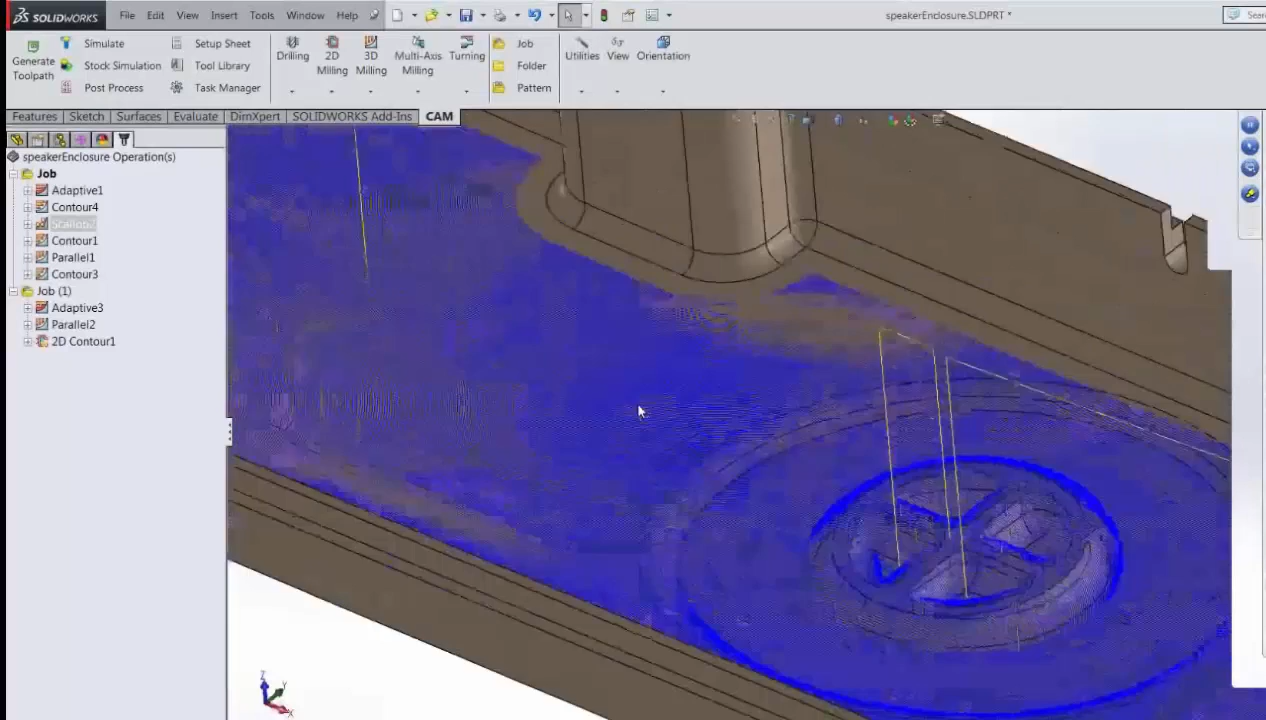 SOLIDWORKS File Edit View Insert Tools Window Help speakerEnclosure.SLDPRT *
Generate Toolpath
Simulate Setup Sheet
Stock Simulation Tool Library
Post Process Task Manager
Drilling 2D Milling 3D Milling Multi-Axis Milling Turning
Job
Folder
Pattern
Utilities View Orientation
Features Sketch Surfaces Evaluate DimXpert SOLIDWORKS Add-Ins CAM
speakerEnclosure Operation(s)
Job
Adaptive1
Contour4
Contour1
Parallel1
Contour3
Job (1)
Adaptive3
Parallel2
2D Contour1
Z
Y
X